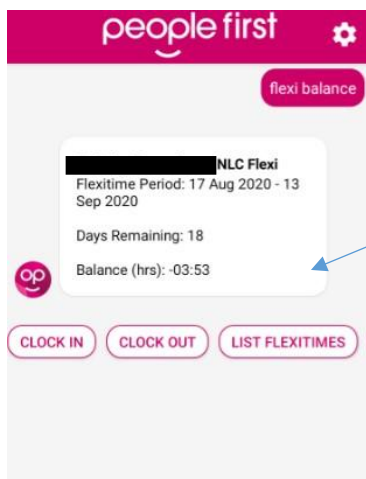 people first
flexi balance
NLC Flexi
Flexitime Period: 17 Aug 2020 - 13
Sep 2020
Days Remaining: 18
Balance (hrs): -03:53
op
CLOCK IN
CLOCK OUT
LIST FLEXITIMES